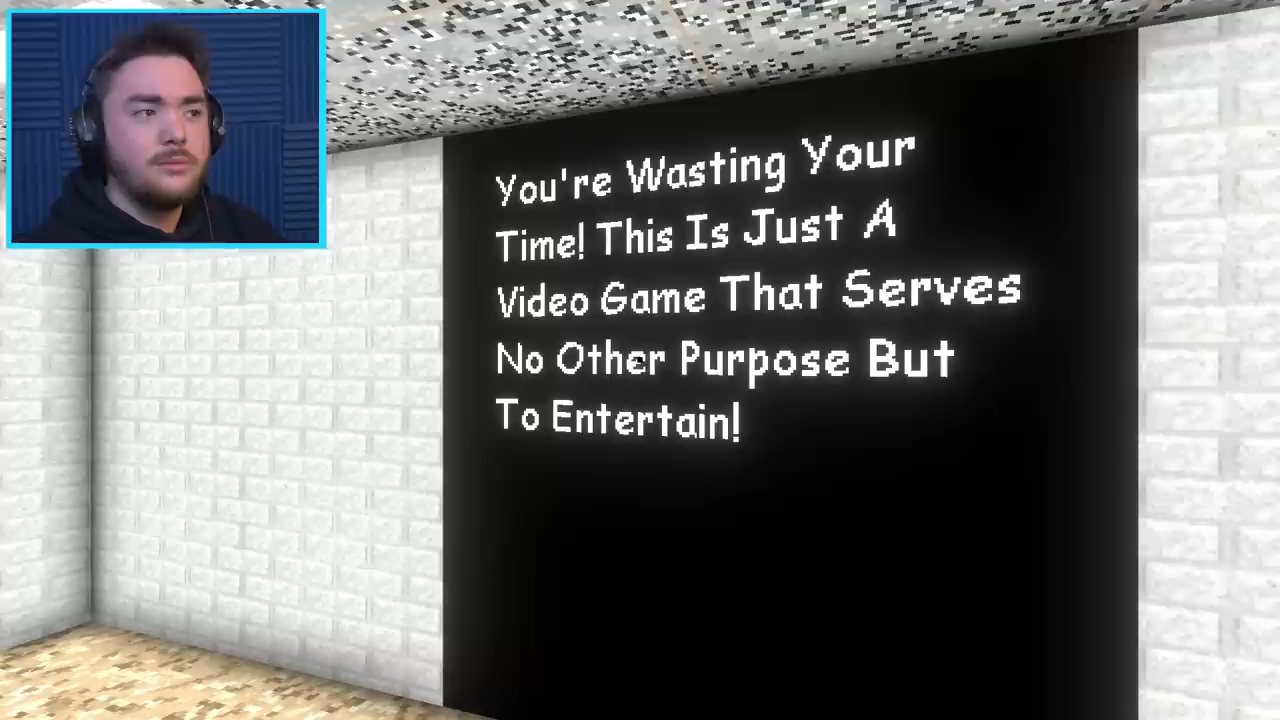 You're Wasting Your
Time! This Is Just A
Video Game That Serves
No Other Purpose But
To Entertain!